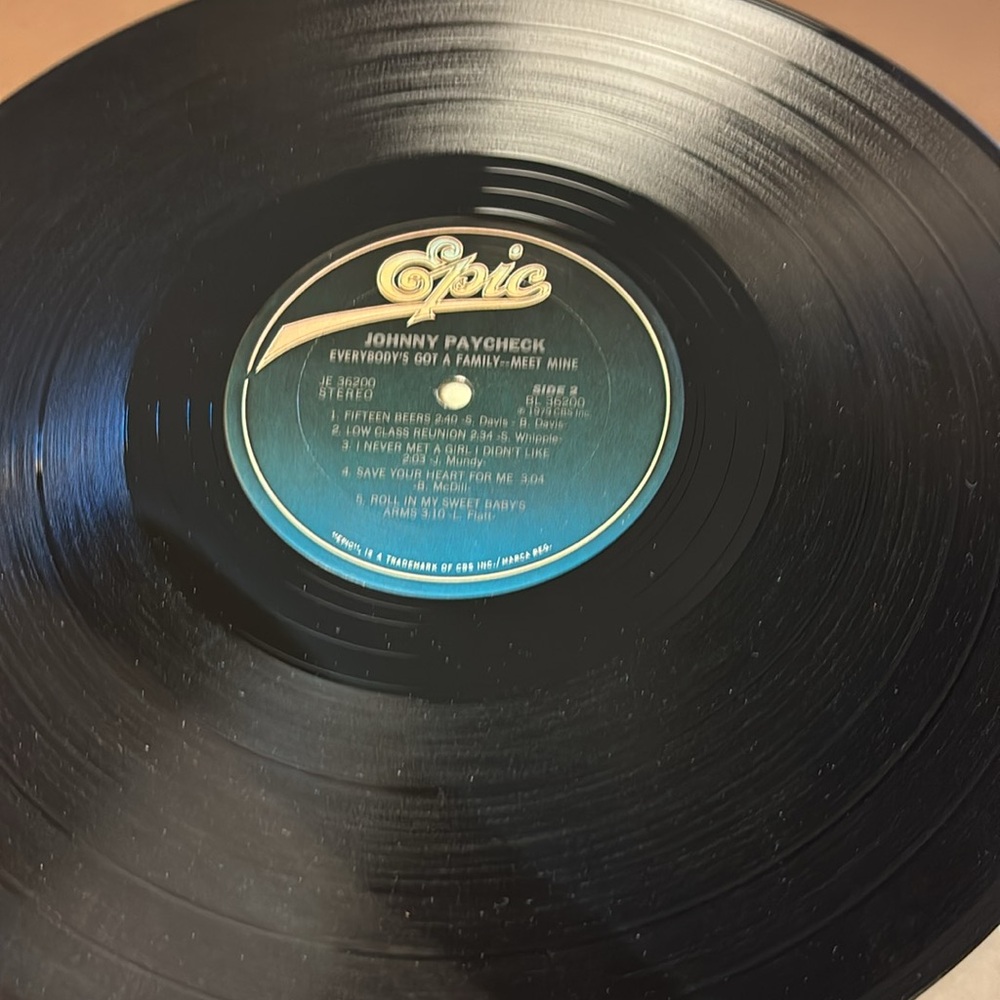 Epic
JOHNNY PAYCHECK
EVERYBODY'S GOT A FAMILY--MEET MINE
JE 36200
STEREO
SIDE 2
BL 36200
℗ 1979 CBS Inc.
1. FIFTEEN BEERS 2:40 -S. Davis - B. Davis-
2. LOW CLASS REUNION 2:34 -S. Whipple-
3. I NEVER MET A GIRL I DIDN'T LIKE
2:03 -J. Mundy-
4. SAVE YOUR HEART FOR ME 3:04
-B. McDill-
5. ROLL IN MY SWEET BABY'S
ARMS 3:10 -L. Flatt-
"EPIC", IS A TRADEMARK OF CBS INC./MARCA REG.